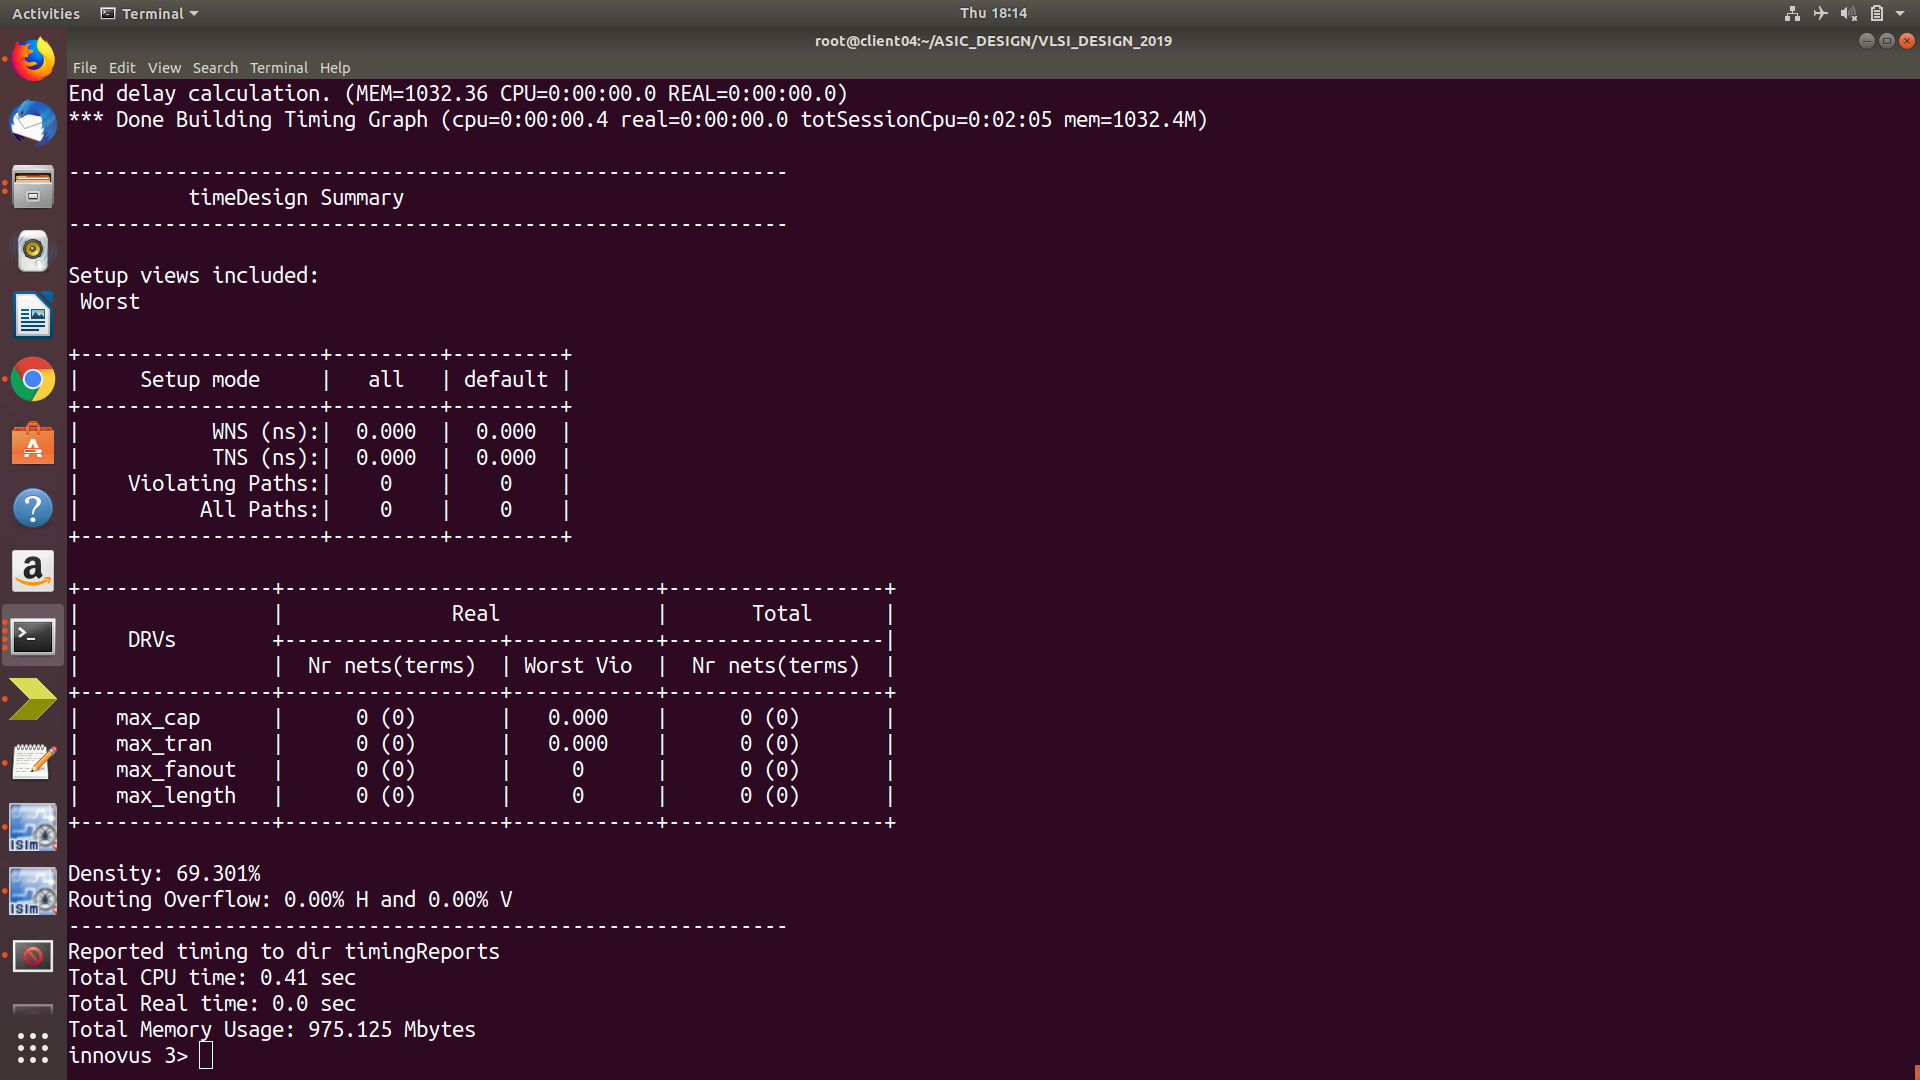 Activities Terminal Thu 18:14
root@client04:~/ASIC_DESIGN/VLSI_DESIGN_2019
File Edit View Search Terminal Help
End delay calculation. (MEM=1032.36 CPU=0:00:00.0 REAL=0:00:00.0)
*** Done Building Timing Graph (cpu=0:00:00.4 real=0:00:00.0 totSessionCpu=0:02:05 mem=1032.4M)
------------------------------------------------------------
          timeDesign Summary
------------------------------------------------------------
Setup views included:
 Worst
+--------------------+---------+---------+
|     Setup mode     |   all   | default |
+--------------------+---------+---------+
|           WNS (ns):|  0.000  |  0.000  |
|           TNS (ns):|  0.000  |  0.000  |
|    Violating Paths:|    0    |    0    |
|          All Paths:|    0    |    0    |
+--------------------+---------+---------+
+----------------+-------------------------------+------------------+
|                |              Real             |       Total      |
|    DRVs        +------------------+------------+------------------|
|                |  Nr nets(terms)  | Worst Vio  |  Nr nets(terms)  |
+----------------+------------------+------------+------------------+
|   max_cap      |      0 (0)       |   0.000    |      0 (0)       |
|   max_tran     |      0 (0)       |   0.000    |      0 (0)       |
|   max_fanout   |      0 (0)       |     0      |      0 (0)       |
|   max_length   |      0 (0)       |     0      |      0 (0)       |
+----------------+------------------+------------+------------------+
Density: 69.301%
Routing Overflow: 0.00% H and 0.00% V
------------------------------------------------------------
Reported timing to dir timingReports
Total CPU time: 0.41 sec
Total Real time: 0.0 sec
Total Memory Usage: 975.125 Mbytes
innovus 3>
ISim
ISim